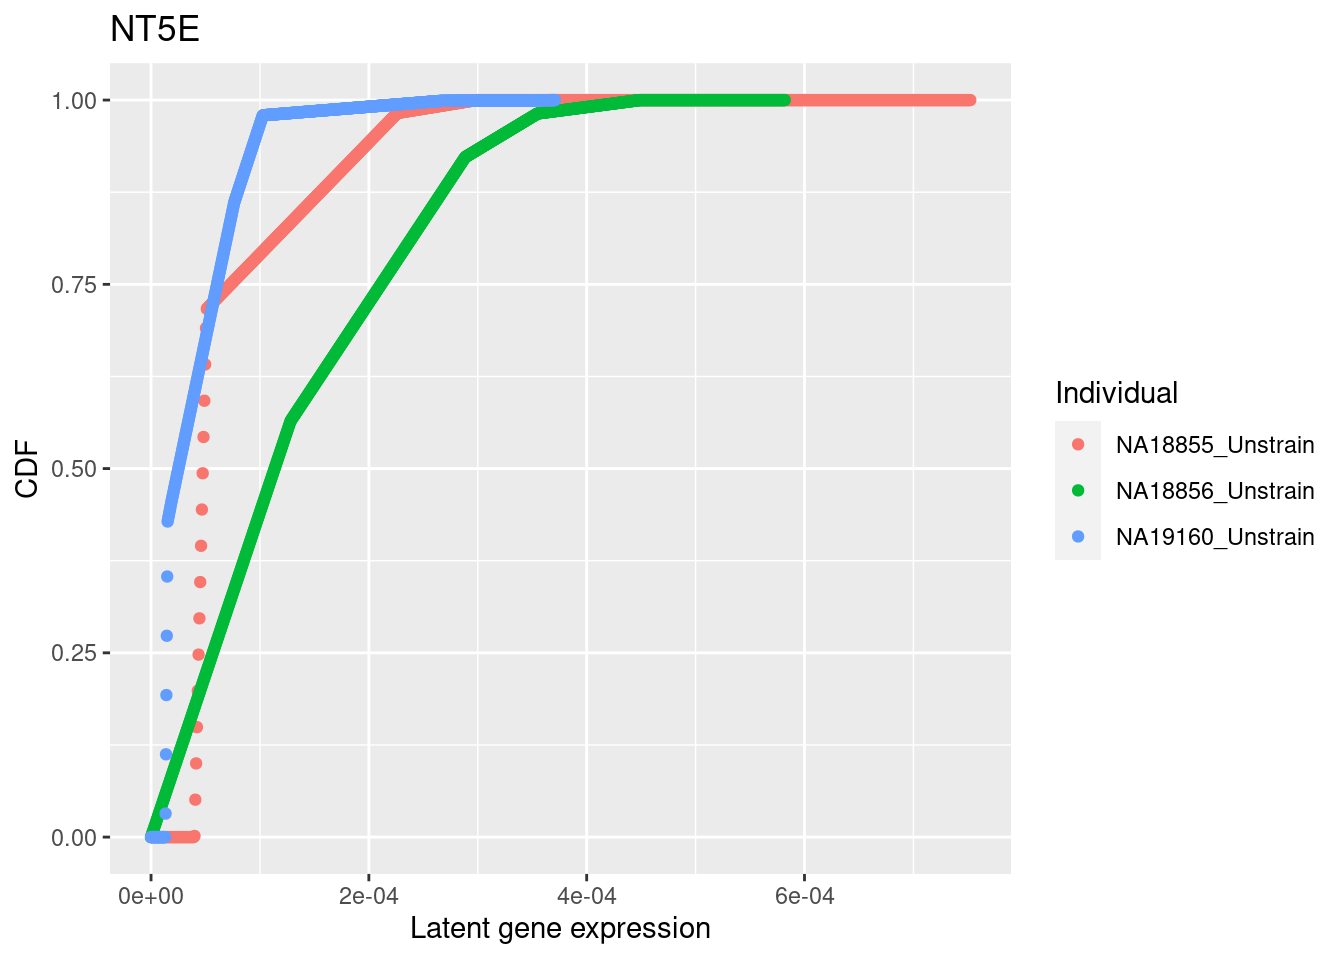 NT5E
1.00
0.75
0.50
0.25
0.00
CDF
0e+00 2e-04 4e-04 6e-04
Latent gene expression
Individual
NA18855_Unstrain
NA18856_Unstrain
NA19160_Unstrain